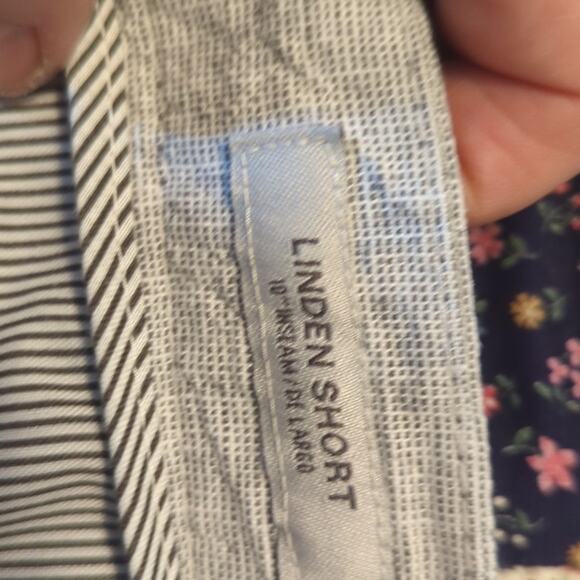 LINDEN SHORT
10" INSEAM / DE LARGO